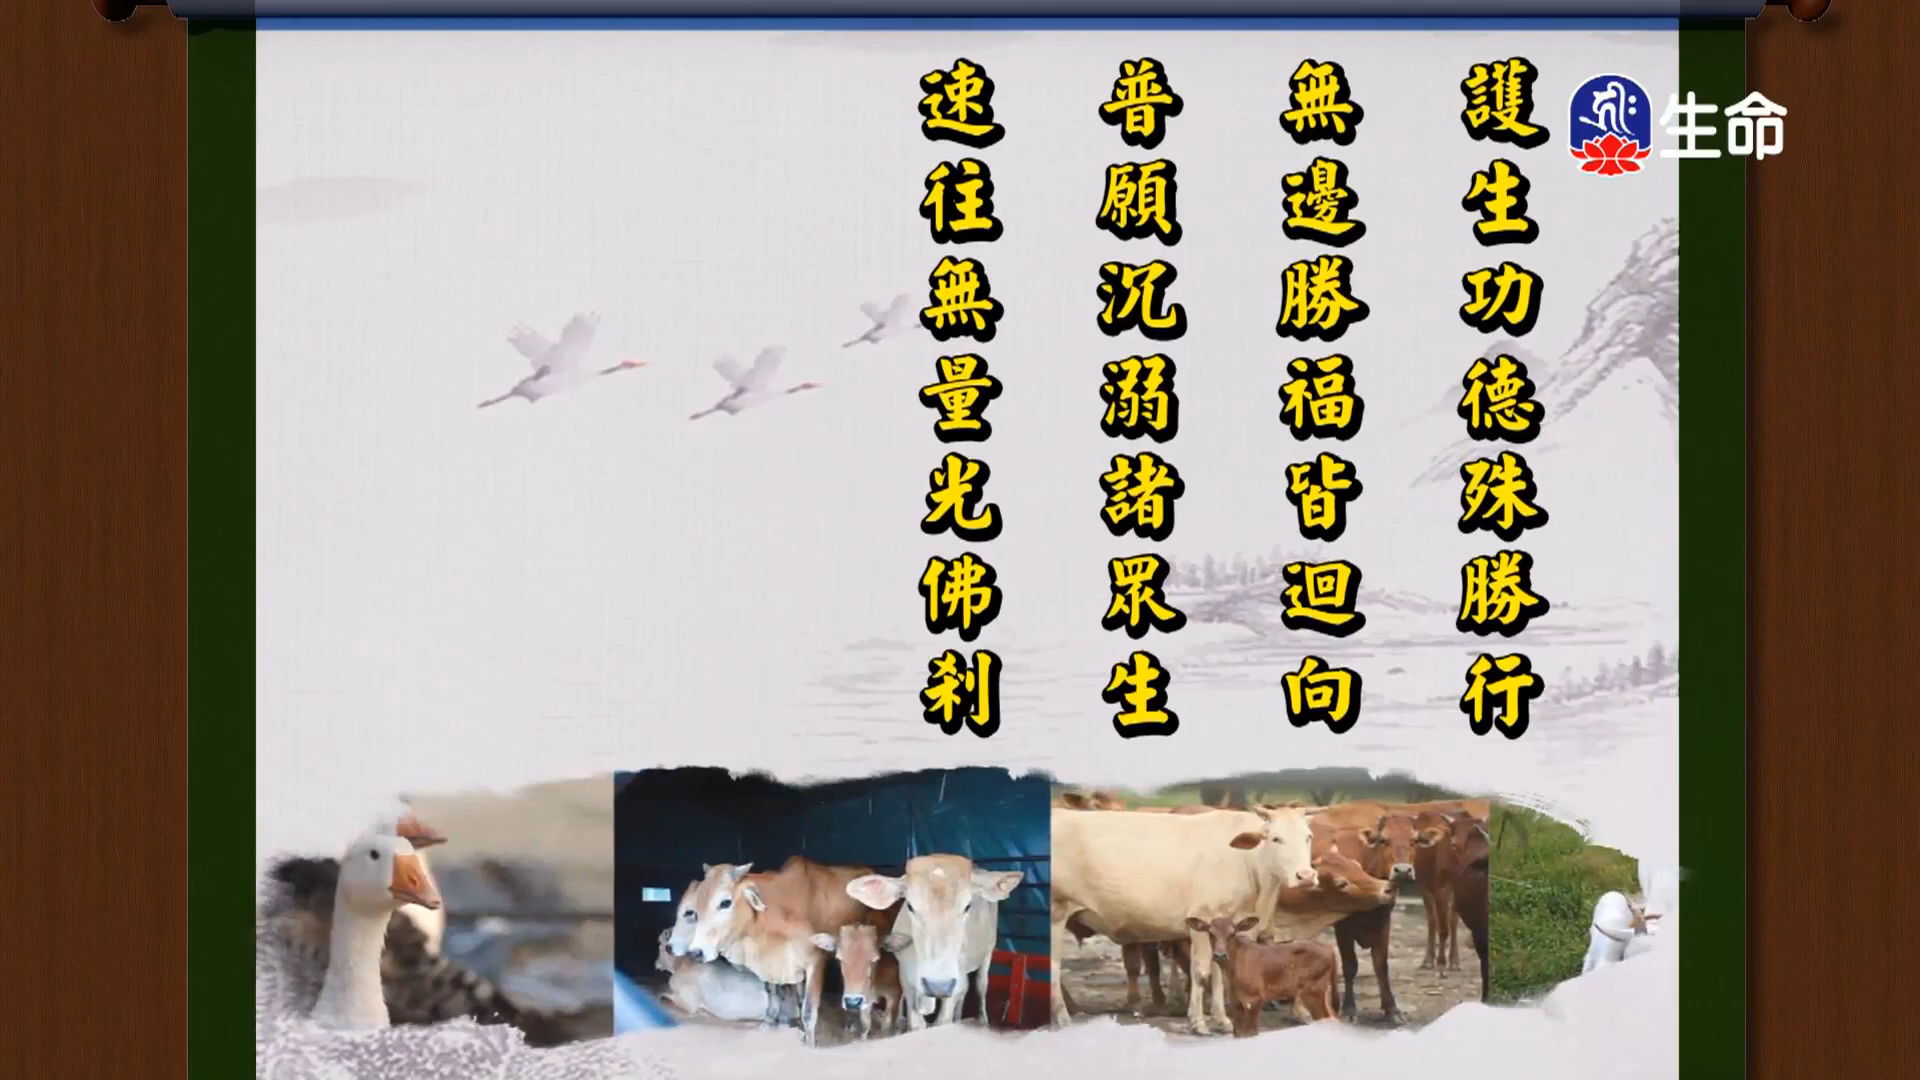 護生功德殊勝行
無邊勝福皆迴向
普願沉溺諸眾生
速往無量光佛剎
生命